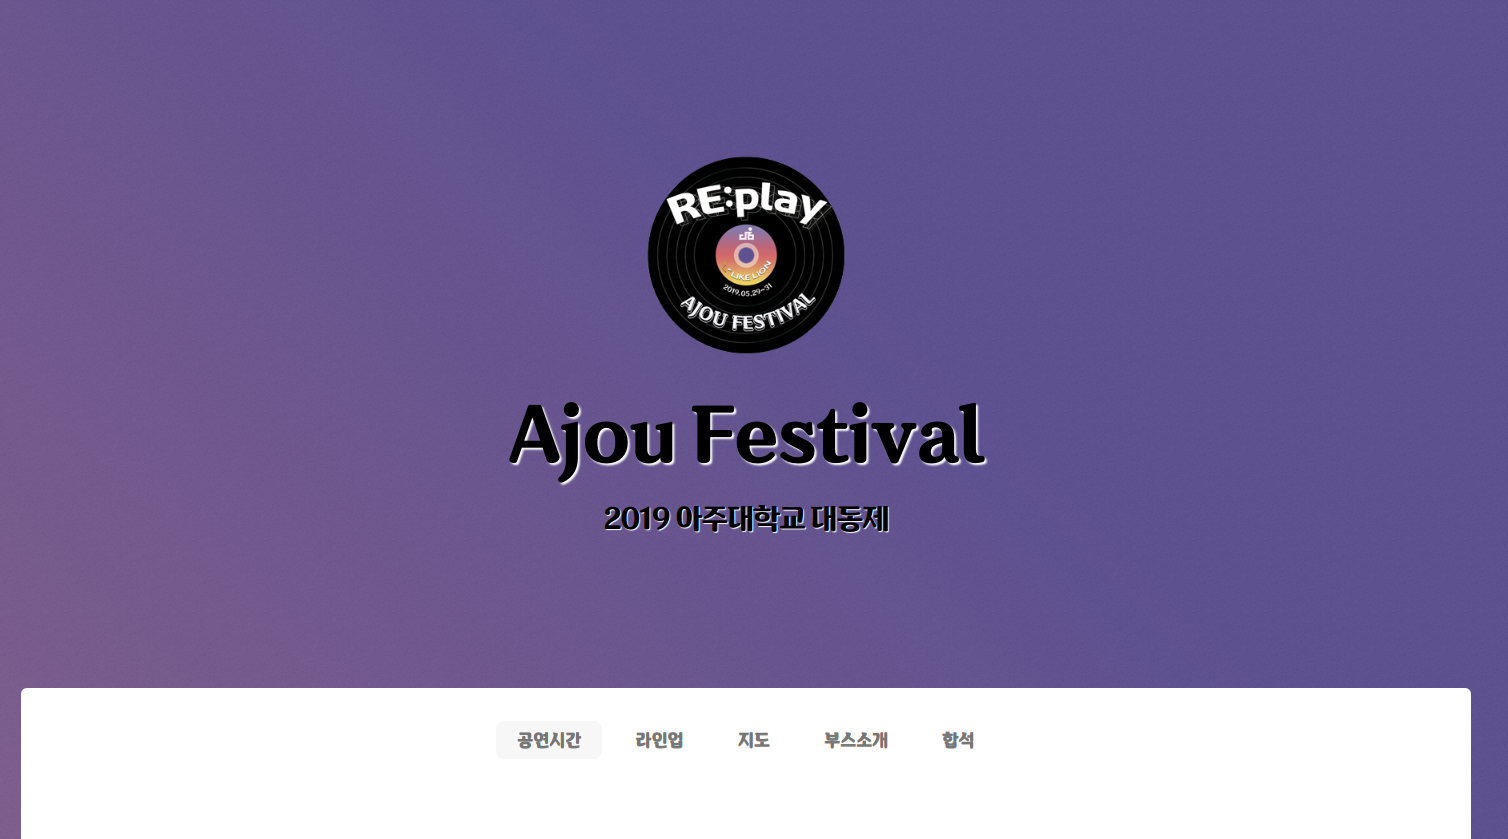 RE:play
LIKE LION
2019.05.29~31
AJOU FESTIVAL
Ajou Festival
2019 아주대학교 대동제
공연시간 라인업 지도 부스소개 합석